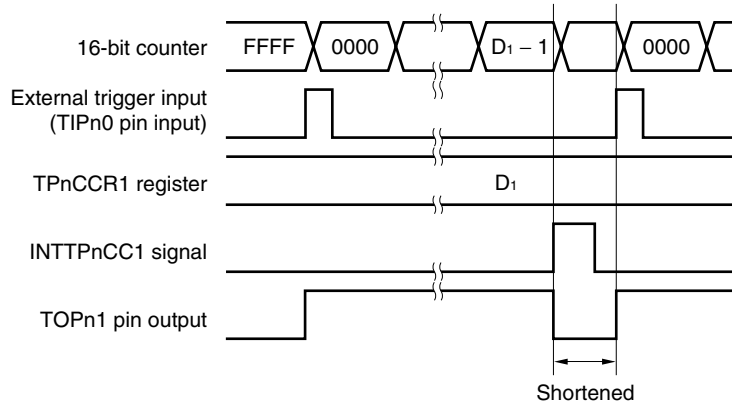 16-bit counter FFFF 0000 D1 − 1 0000
External trigger input
(TIPn0 pin input)
TPnCCR1 register D1
INTTPnCC1 signal
TOPn1 pin output
Shortened